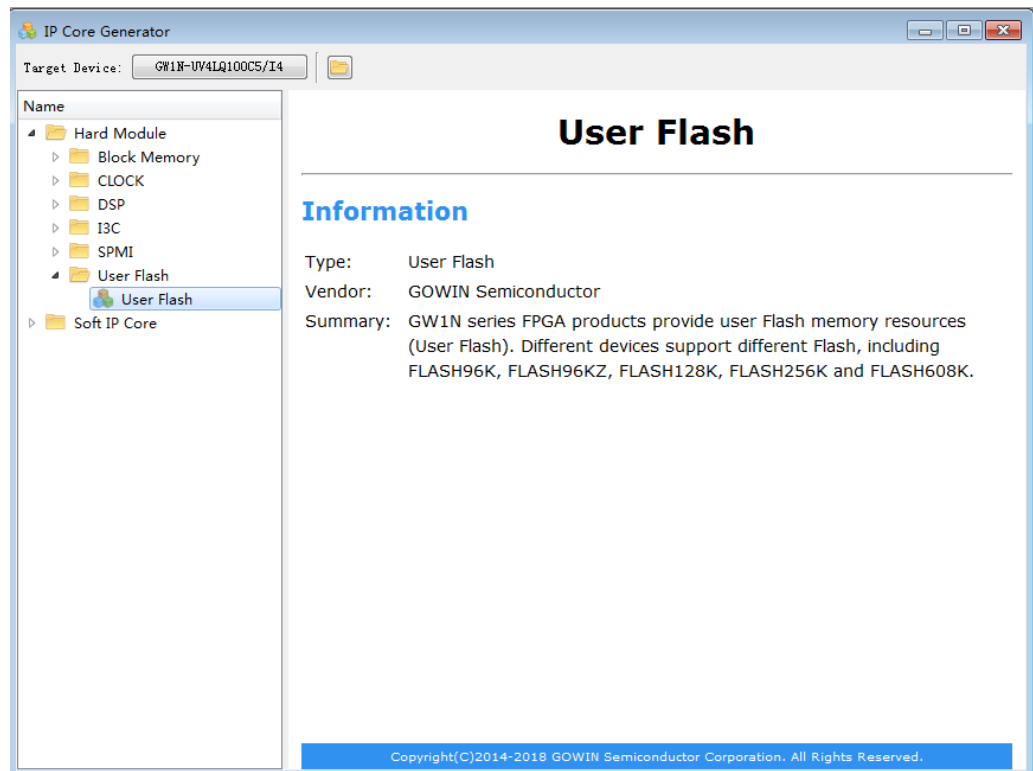 IP Core Generator
Target Device: GW1N-UV4LQ100C5/I4
Name
Hard Module
Block Memory
CLOCK
DSP
I3C
SPMI
User Flash
User Flash
Soft IP Core
User Flash
Information
Type: User Flash
Vendor: GOWIN Semiconductor
Summary: GW1N series FPGA products provide user Flash memory resources
(User Flash). Different devices support different Flash, including
FLASH96K, FLASH96KZ, FLASH128K, FLASH256K and FLASH608K.
Copyright(C)2014-2018 GOWIN Semiconductor Corporation. All Rights Reserved.